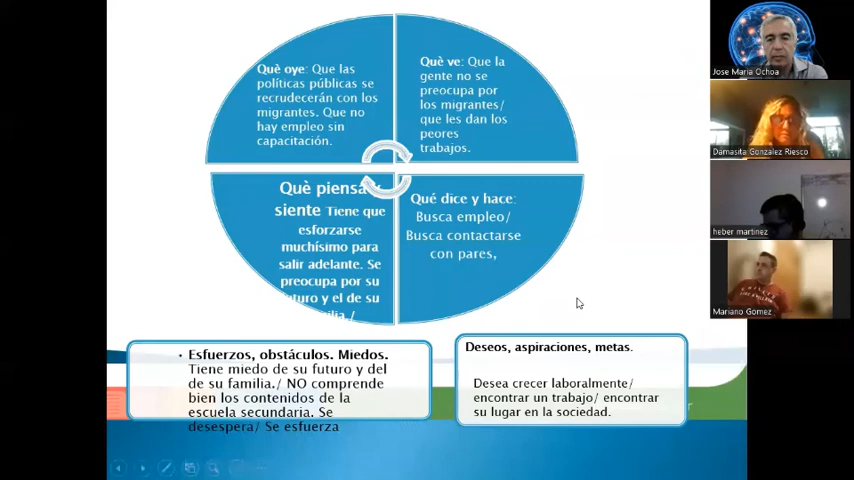 Què oye: Que las
políticas públicas se
recrudecerán con los
migrantes. Que no
hay empleo sin
capacitación.
Què ve: Que la
gente no se
preocupa por
los migrantes/
que les dan los
peores
trabajos.
Què piensa y
siente Tiene que
esforzarse
muchísimo para
salir adelante. Se
preocupa por su
futuro y el de su
Qué dice y hace:
Busca empleo/
Busca contactarse
con pares,
• Esfuerzos, obstáculos. Miedos.
Tiene miedo de su futuro y del
de su familia./ NO comprende
bien los contenidos de la
escuela secundaria. Se
desespera/ Se esfuerza
Deseos, aspiraciones, metas.
Desea crecer laboralmente/
encontrar un trabajo/ encontrar
su lugar en la sociedad.
Jose Maria Ochoa
Damasita Gonzalez Riesco
heber martinez
Mariano Gomez